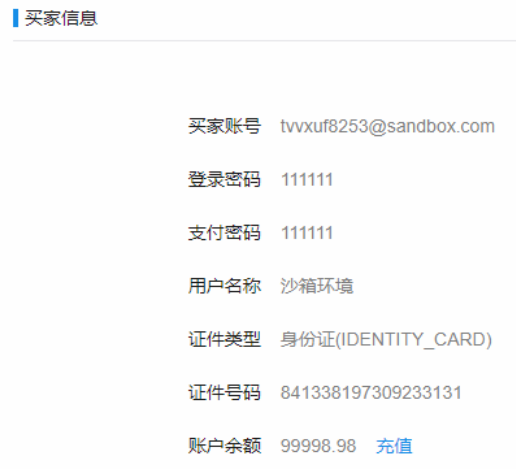 买家信息
买家账号 tvvxuf8253@sandbox.com
登录密码 111111
支付密码 111111
用户名称 沙箱环境
证件类型 身份证(IDENTITY_CARD)
证件号码 841338197309233131
账户余额 99998.98 充值